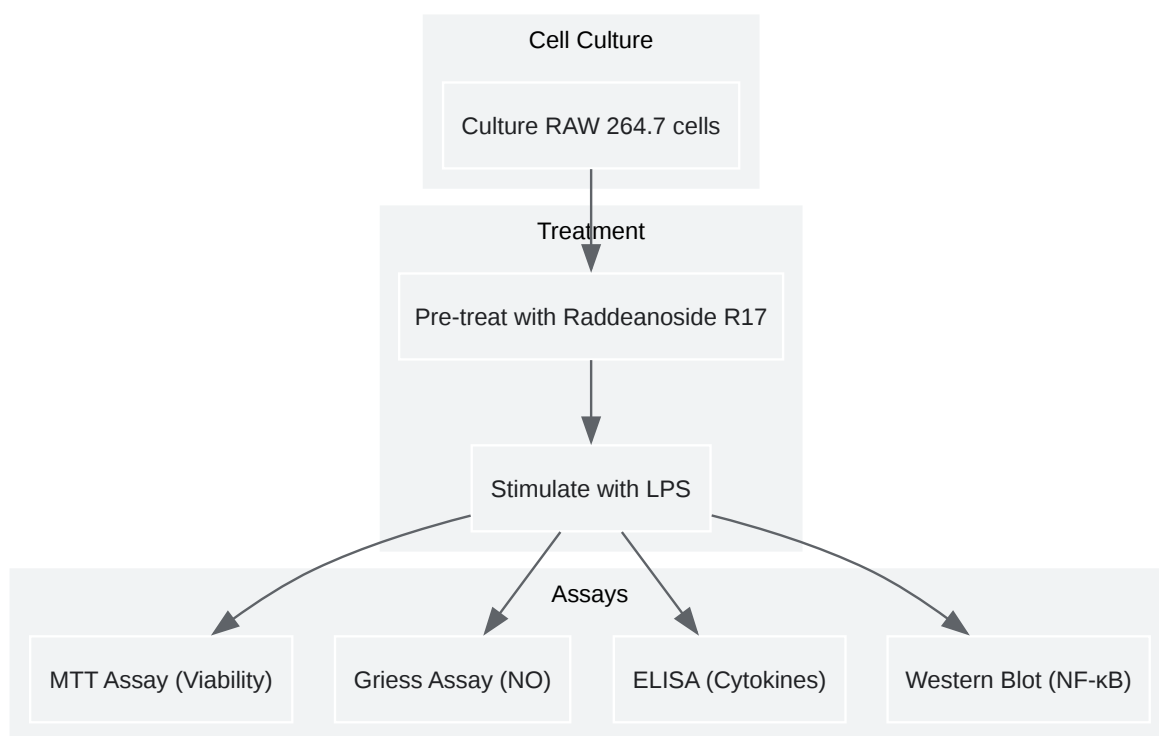 Cell Culture
Culture RAW 264.7 cells
Treatment
Pre-treat with Raddeanoside R17
Stimulate with LPS
Assays
MTT Assay (Viability)
Griess Assay (NO)
ELISA (Cytokines)
Western Blot (NF-κB)